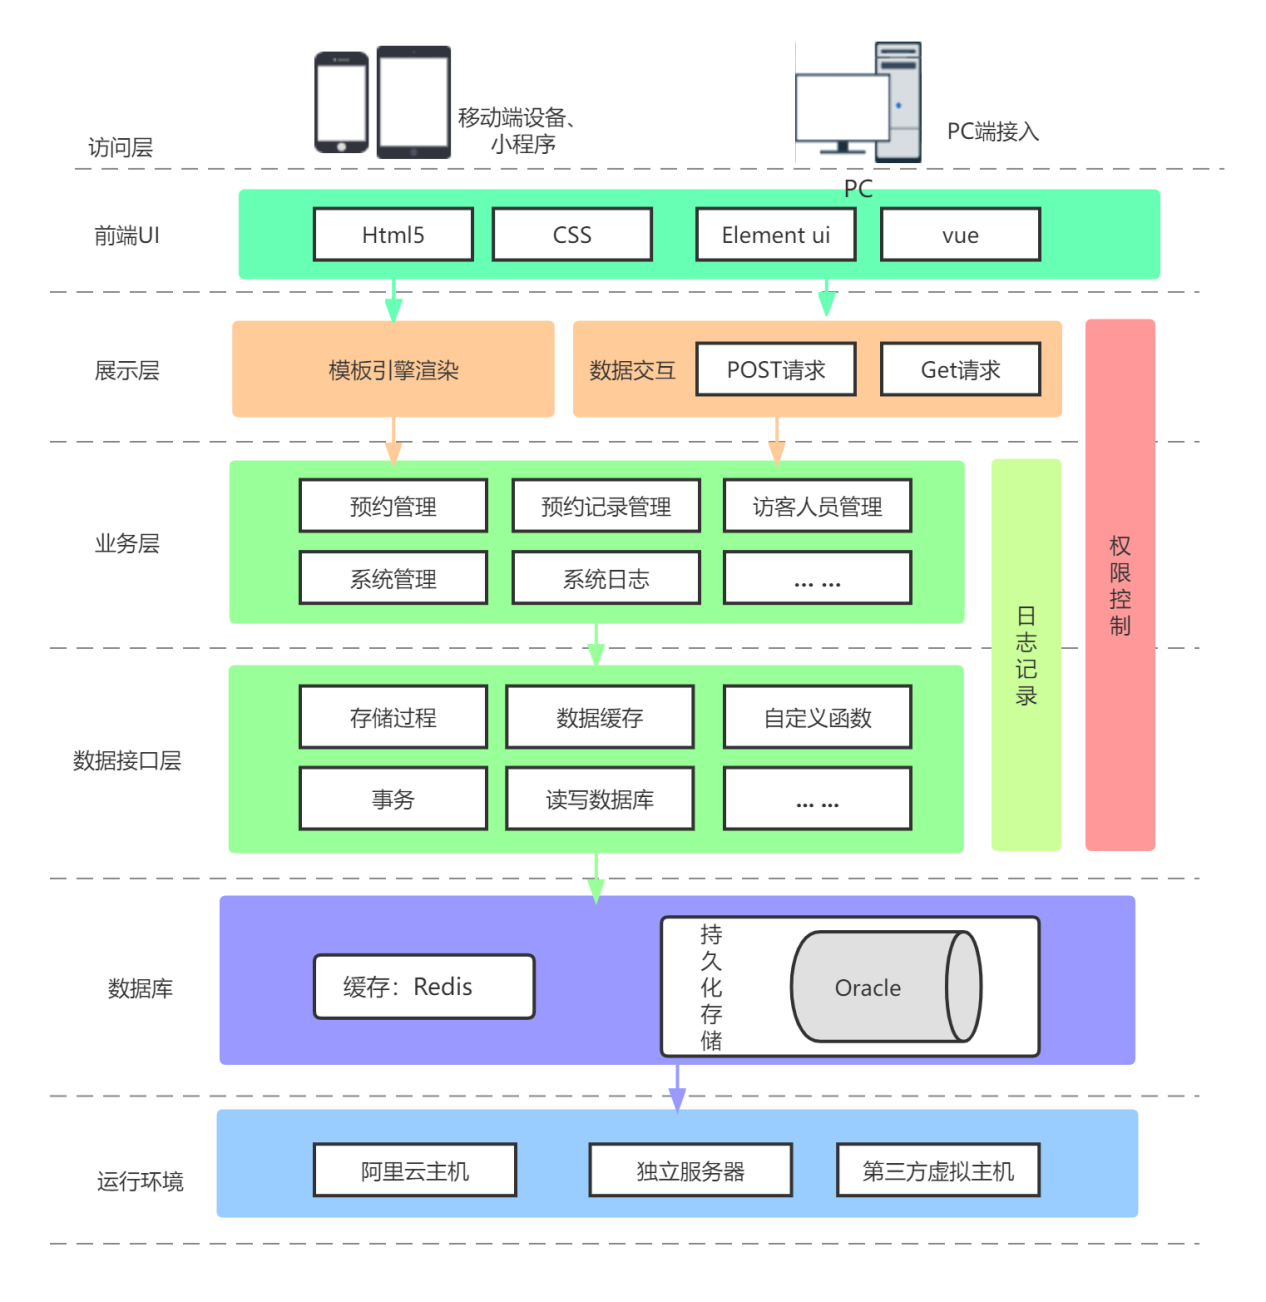 移动端设备、
小程序
PC端接入
访问层
PC
前端UI
Html5
CSS
Element ui
vue
展示层
模板引擎渲染
数据交互
POST请求
Get请求
业务层
预约管理
预约记录管理
访客人员管理
系统管理
系统日志
... ...
权
限
控
制
日
志
记
录
数据接口层
存储过程
数据缓存
自定义函数
事务
读写数据库
... ...
数据库
缓存：Redis
持
久
化
存
储
Oracle
运行环境
阿里云主机
独立服务器
第三方虚拟主机